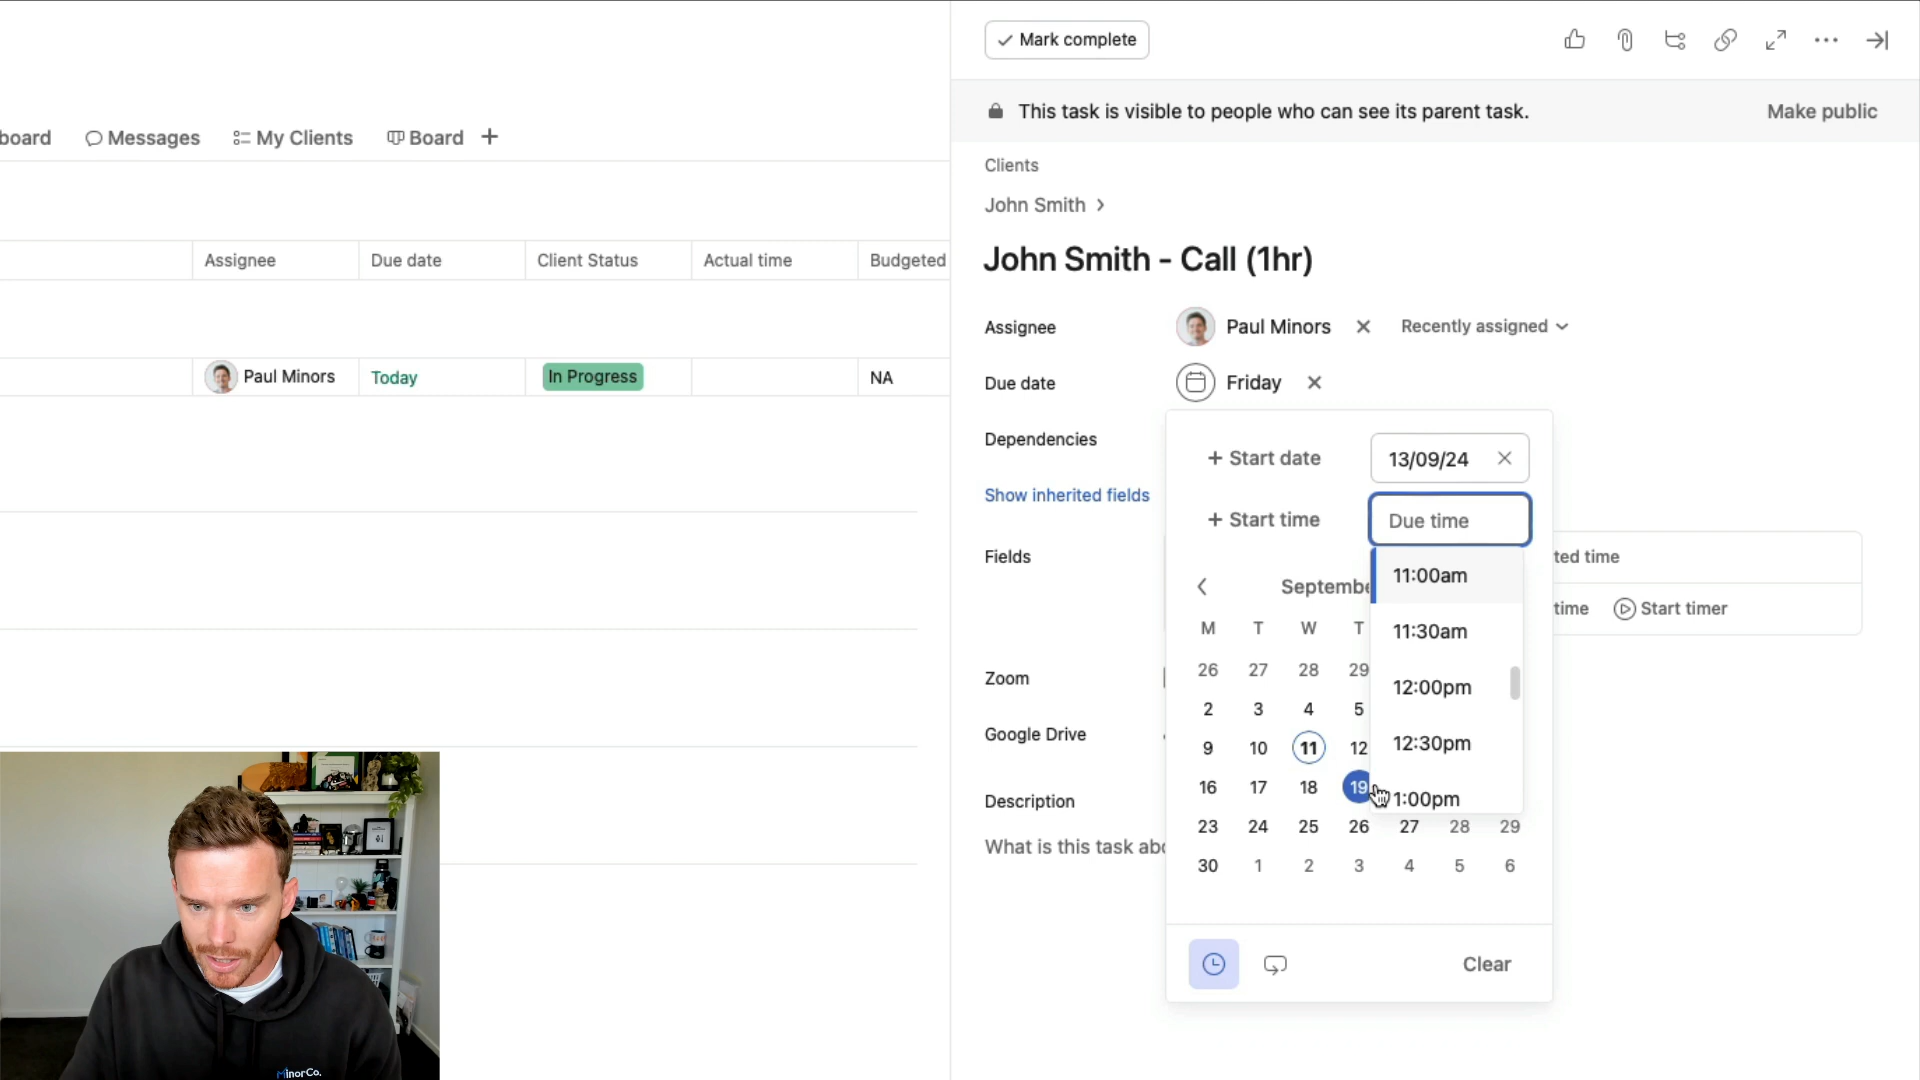 Mark complete
This task is visible to people who can see its parent task.
Make public
board
Messages
My Clients
Board
Clients
John Smith
John Smith - Call (1hr)
Assignee
Due date
Client Status
Actual time
Budgeted
Paul Minors
Today
In Progress
NA
Assignee
Paul Minors
Recently assigned
Due date
Friday
Dependencies
+ Start date
13/09/24
Show inherited fields
+ Start time
Due time
Fields
ted time
time
Start timer
11:00am
11:30am
12:00pm
12:30pm
1:00pm
Septembe
M T W T
26 27 28 29
2 3 4 5
9 10 11 12
16 17 18 19
23 24 25 26 27 28 29
30 1 2 3 4 5 6
Zoom
Google Drive
Description
What is this task abo
Clear
MinorCo.